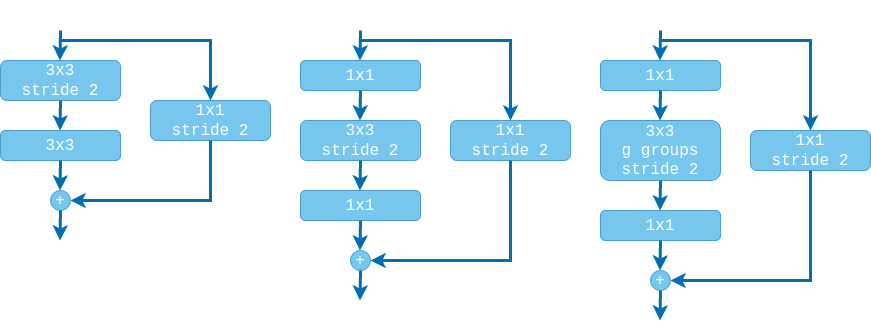 3x3
stride 2
1x1
stride 2
3x3
+
1x1
3x3
stride 2
1x1
stride 2
1x1
+
1x1
3x3
g groups
stride 2
1x1
stride 2
1x1
+